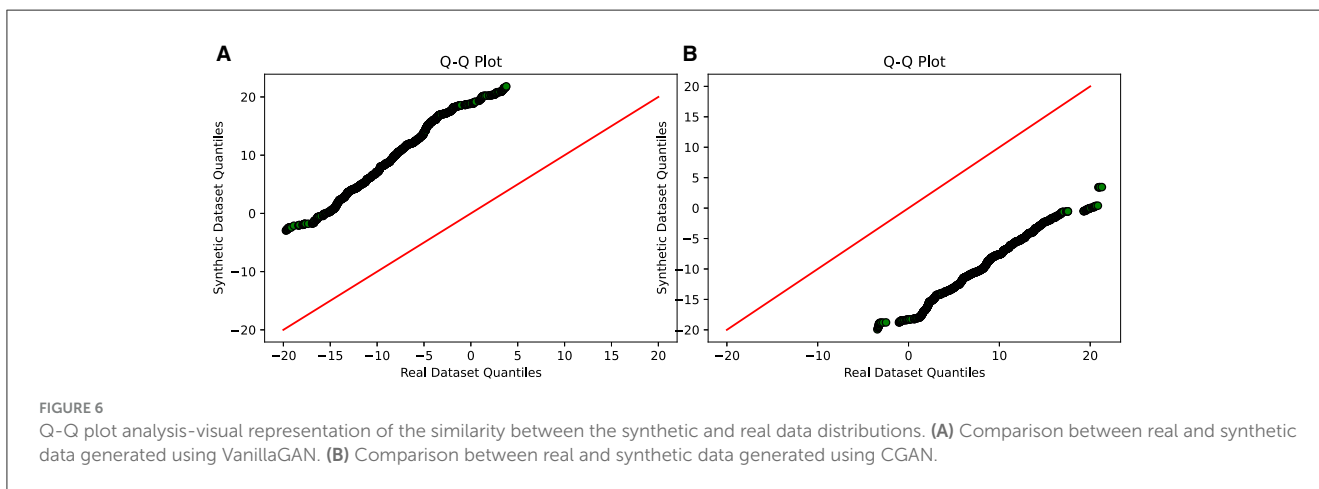 A
Q-Q Plot
Synthetic Dataset Quantiles
20
10
0
−10
−20
−20
−15
−10
−5
0
5
10
15
20
Real Dataset Quantiles
B
Q-Q Plot
Synthetic Dataset Quantiles
20
15
10
5
0
−5
−10
−15
−20
−20
−10
0
10
20
Real Dataset Quantiles
FIGURE 6
Q-Q plot analysis-visual representation of the similarity between the synthetic and real data distributions. (A) Comparison between real and synthetic
data generated using VanillaGAN. (B) Comparison between real and synthetic data generated using CGAN.